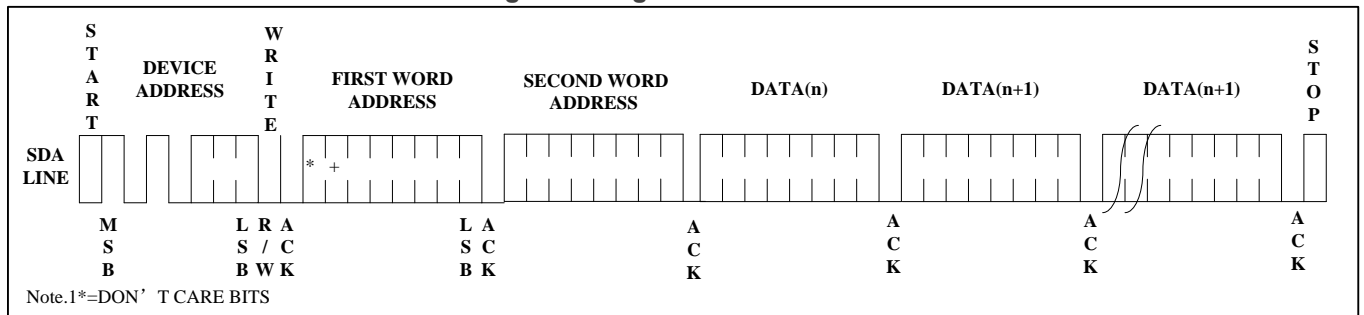 START
WRITE
STOP
DEVICE
ADDRESS
FIRST WORD
ADDRESS
SECOND WORD
ADDRESS
DATA(n)
DATA(n+1)
DATA(n+1)
SDA
LINE
* +
MSB
LSB
R/W
ACK
LSB
ACK
ACK
ACK
ACK
ACK
Note.1*=DON’T CARE BITS